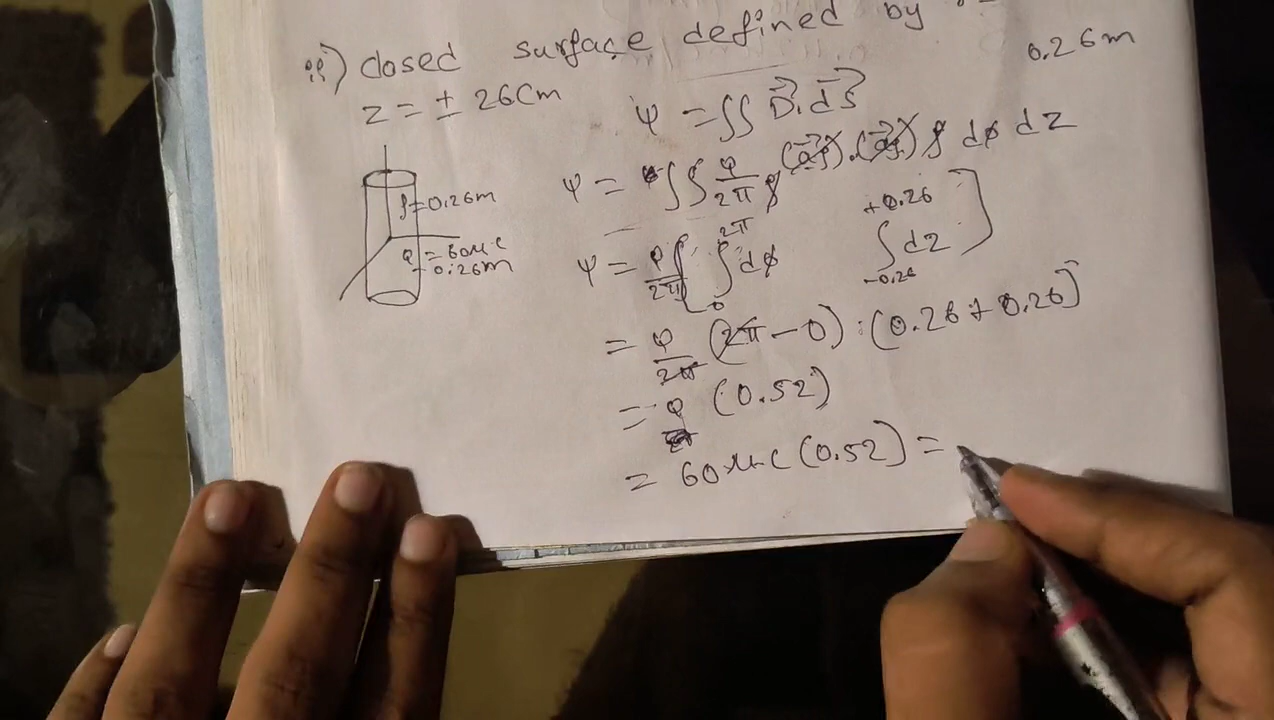 ii) closed surface defined by
z = ± 26cm
0.26m
ψ = ∬ D⃗.ds⃗
ψ = ∬ Q/2πρ (a⃗ρ).(a⃗ρ) ρ dϕ dz
ρ=0.26m
Q = 60μc
0.26m
ψ = Q/2π [∫₀^2π dϕ ∫_-0.26^+0.26 dz]
= Q/2π (2π - 0) : (0.26 + 0.26]
= Q (0.52)
= 60μc (0.52) =